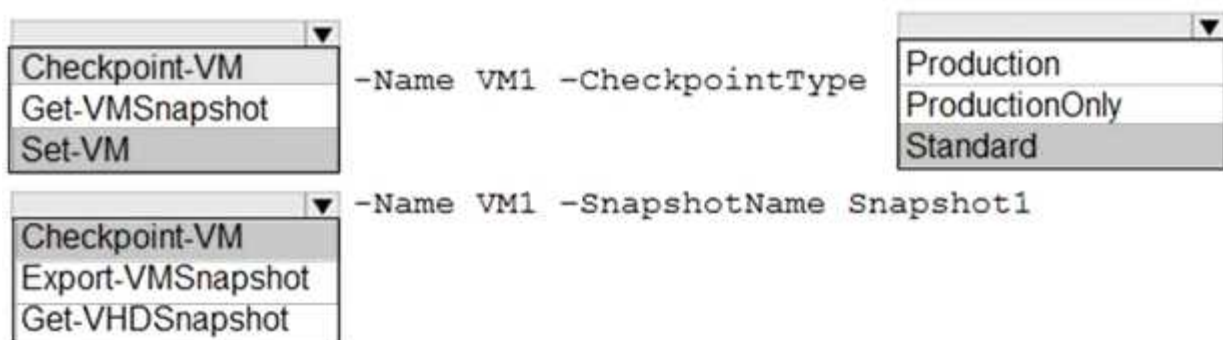 Checkpoint-VM
Get-VMSnapshot
Set-VM
-Name VM1 -CheckpointType
Production
ProductionOnly
Standard
-Name VM1 -SnapshotName Snapshot1
Checkpoint-VM
Export-VMSnapshot
Get-VHDSnapshot